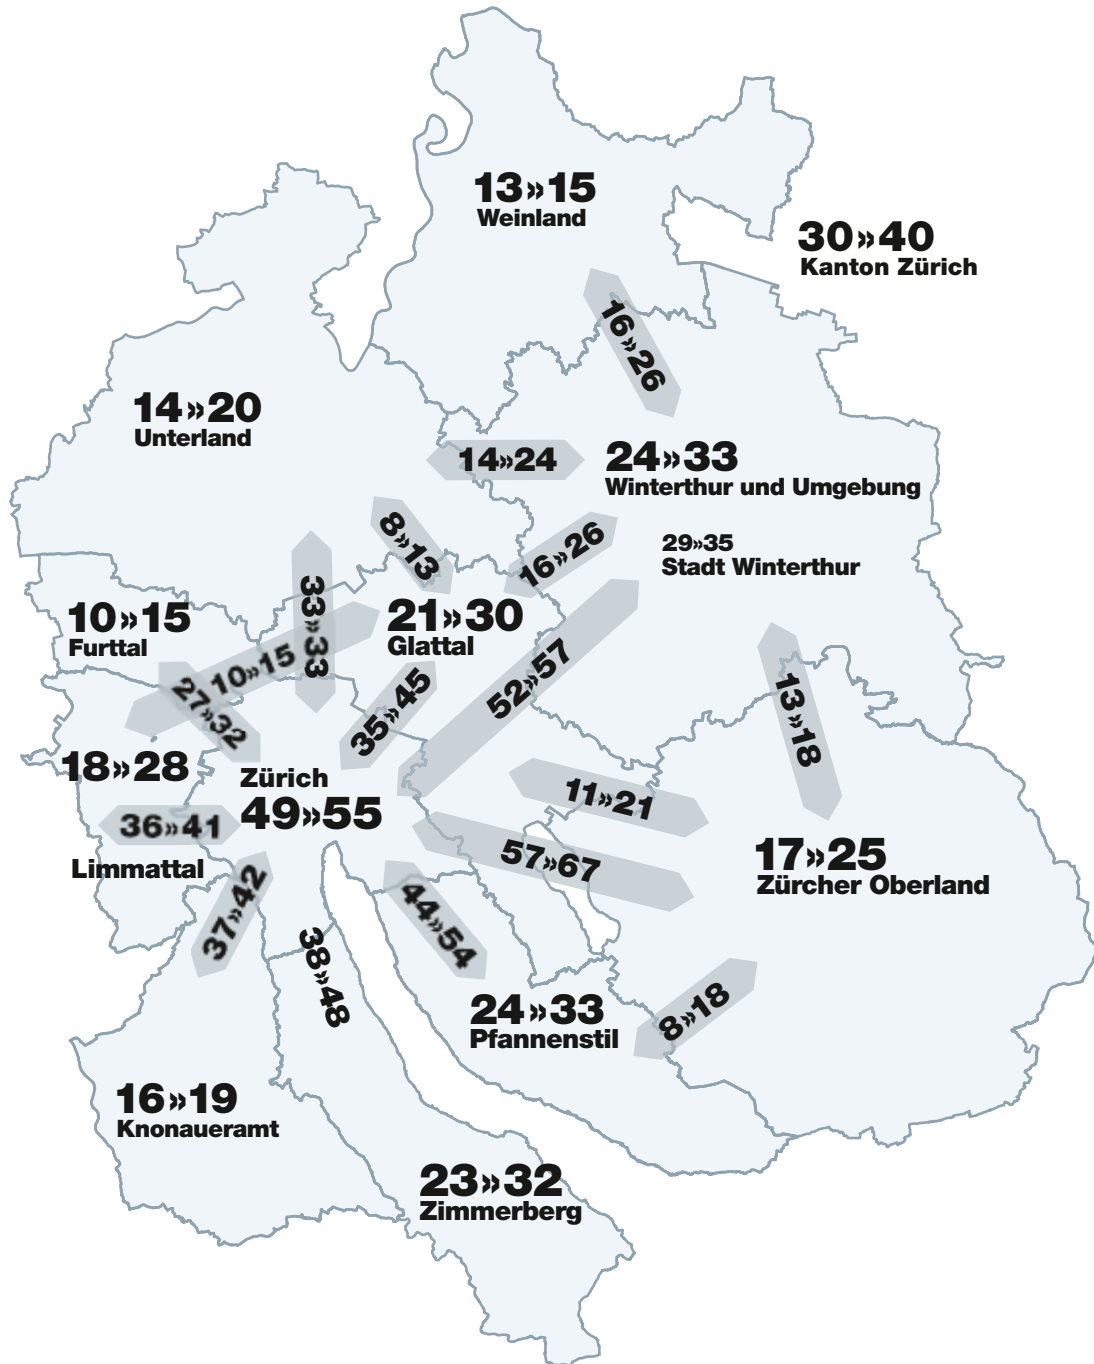 13»15
Weinland
30»40
Kanton Zürich
16»26
14»20
Unterland
14»24
24»33
Winterthur und Umgebung
8»13
16»26
29»35
Stadt Winterthur
33»33
10»15
Furttal
21»30
Glattal
10»15
27»32
35»45
52»57
13»18
18»28
Limmattal
Zürich
49»55
36»41
11»21
57»67
17»25
Zürcher Oberland
37»42
44»54
38»48
24»33
Pfannenstil
8»18
16»19
Knonaueramt
23»32
Zimmerberg